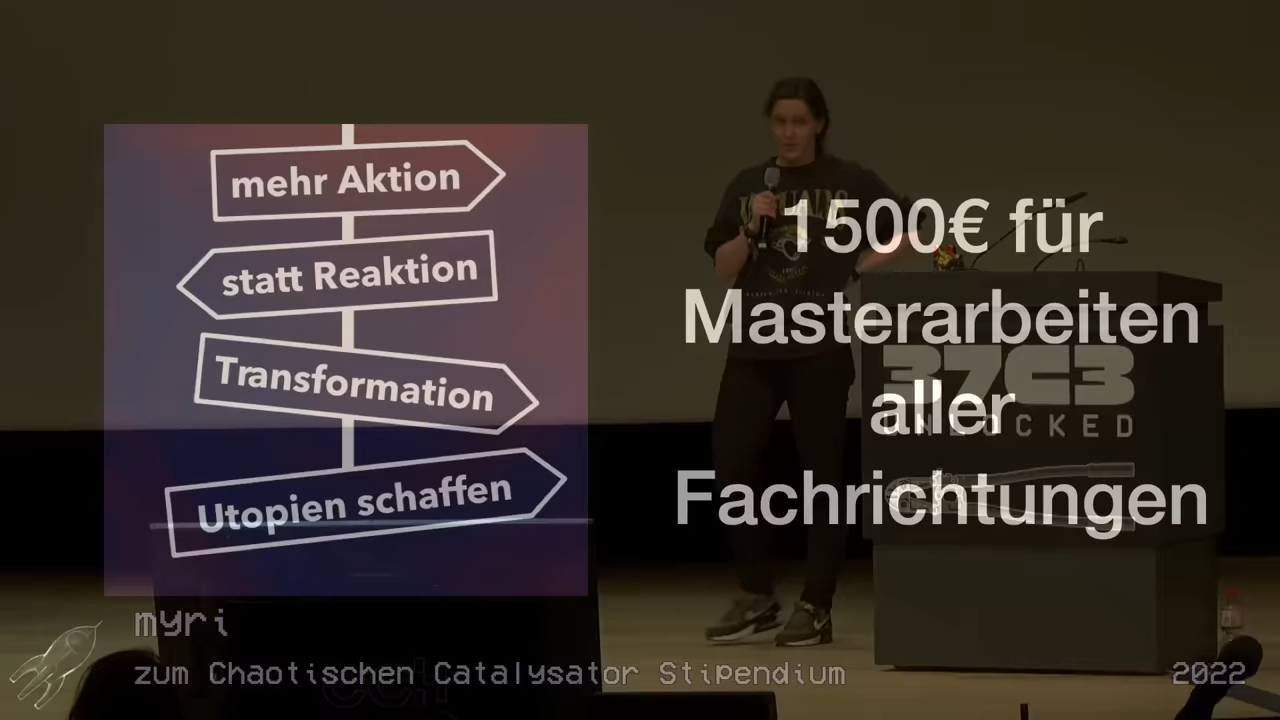 mehr Aktion
statt Reaktion
Transformation
Utopien schaffen
1500€ für
Masterarbeiten
aller
Fachrichtungen
37C3
UNLOCKED
myri
zum Chaotischen Catalysator Stipendium
2022